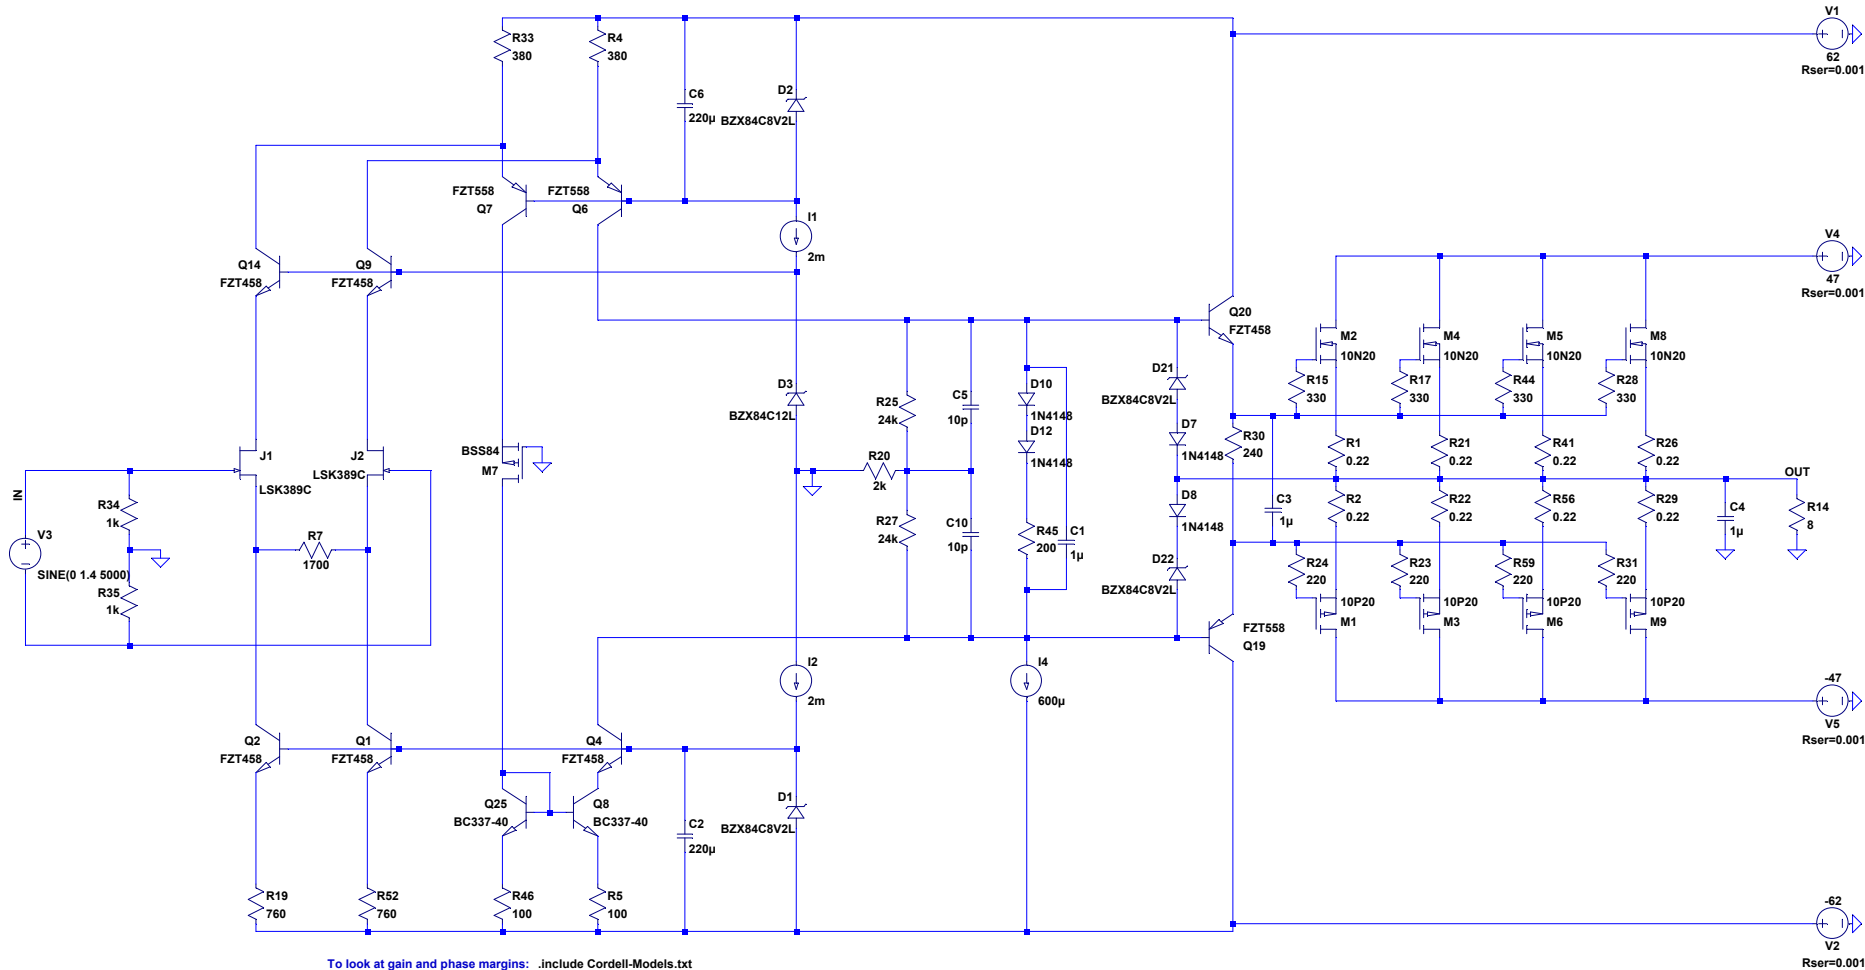 V1
62
Rser=0.001
R33
380
R4
380
C6
220µ
D2
BZX84C8V2L
FZT558
Q7
FZT558
Q6
I1
2m
Q14
FZT458
Q9
FZT458
V4
47
Rser=0.001
Q20
FZT458
M2
10N20
M4
10N20
M5
10N20
M8
10N20
R15
330
R17
330
R44
330
R28
330
D3
BZX84C12L
R25
24k
C5
10p
D10
1N4148
D12
1N4148
D21
BZX84C8V2L
D7
1N4148
R30
240
R1
0.22
R21
0.22
R41
0.22
R26
0.22
IN
J1
LSK389C
BSS84
M7
J2
LSK389C
R20
2k
OUT
R34
1k
V3
SINE(0 1.4 5000)
R35
1k
R7
1700
R27
24k
C10
10p
R45
200
C1
1µ
D8
1N4148
D22
BZX84C8V2L
C3
1µ
R2
0.22
R22
0.22
R56
0.22
R29
0.22
C4
1µ
R14
8
R24
220
R23
220
R59
220
R31
220
10P20
M1
10P20
M3
10P20
M6
10P20
M9
FZT558
Q19
I2
2m
I4
600µ
-47
V5
Rser=0.001
Q2
FZT458
Q1
FZT458
Q4
FZT458
Q25
BC337-40
Q8
BC337-40
C2
220µ
D1
BZX84C8V2L
R19
760
R52
760
R46
100
R5
100
-62
V2
Rser=0.001
To look at gain and phase margins: .include Cordell-Models.txt